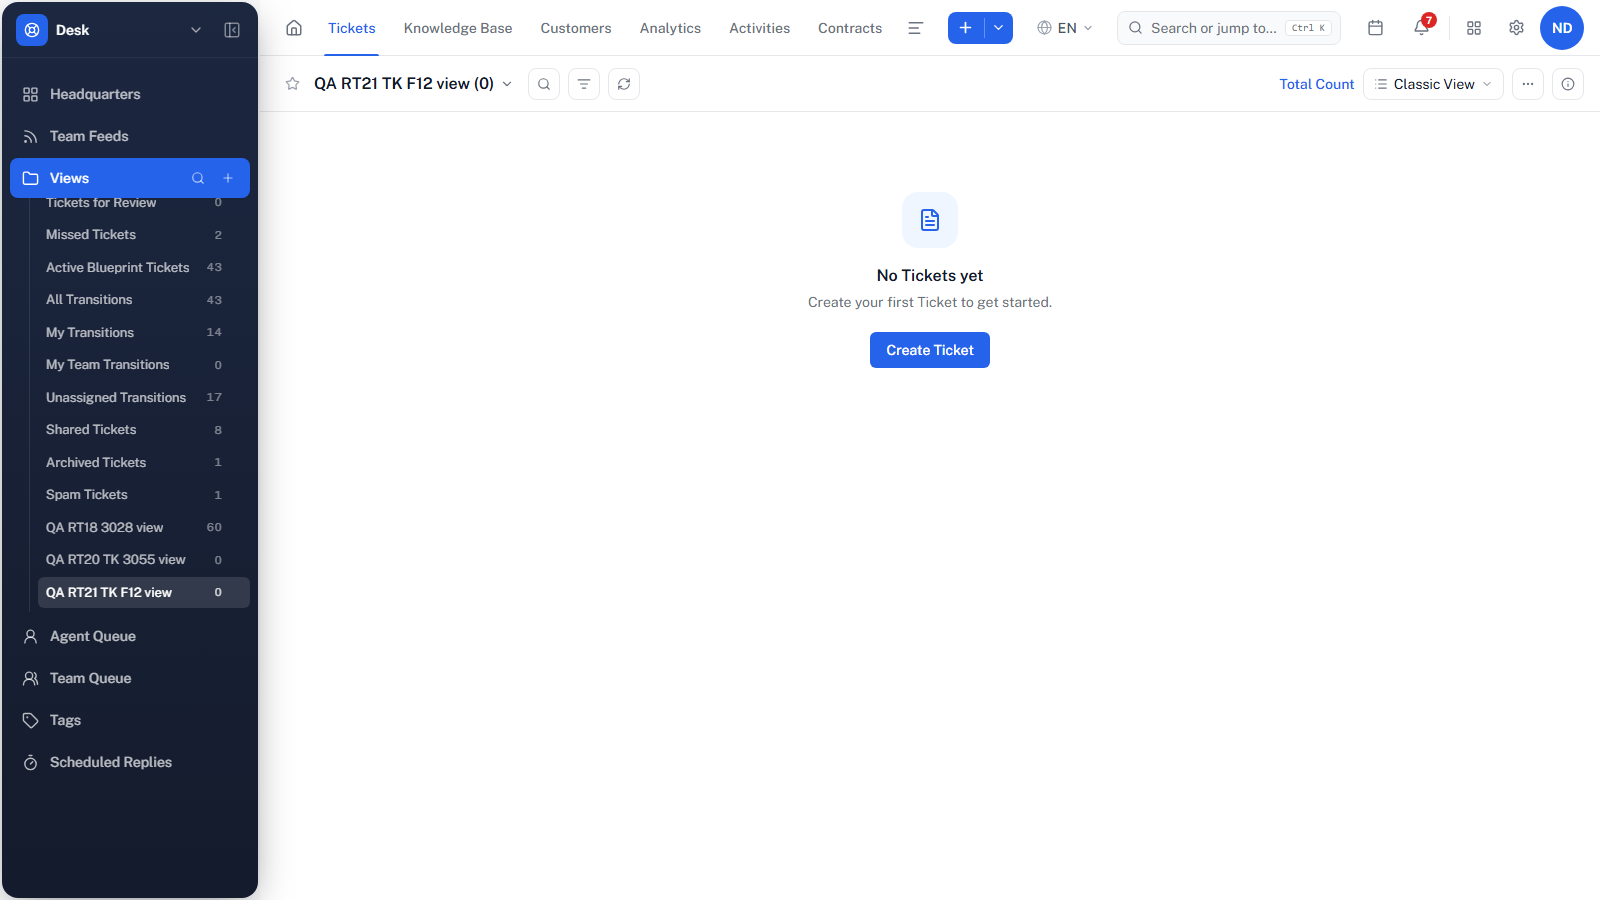 Desk
Tickets
Knowledge Base
Customers
Analytics
Activities
Contracts
EN
Search or jump to...
Ctrl K
7
ND
Headquarters
Team Feeds
Views
Tickets for Review 0
Missed Tickets 2
Active Blueprint Tickets 43
All Transitions 43
My Transitions 14
My Team Transitions 0
Unassigned Transitions 17
Shared Tickets 8
Archived Tickets 1
Spam Tickets 1
QA RT18 3028 view 60
QA RT20 TK 3055 view 0
QA RT21 TK F12 view 0
Agent Queue
Team Queue
Tags
Scheduled Replies
QA RT21 TK F12 view (0)
Total Count
Classic View
No Tickets yet
Create your first Ticket to get started.
Create Ticket